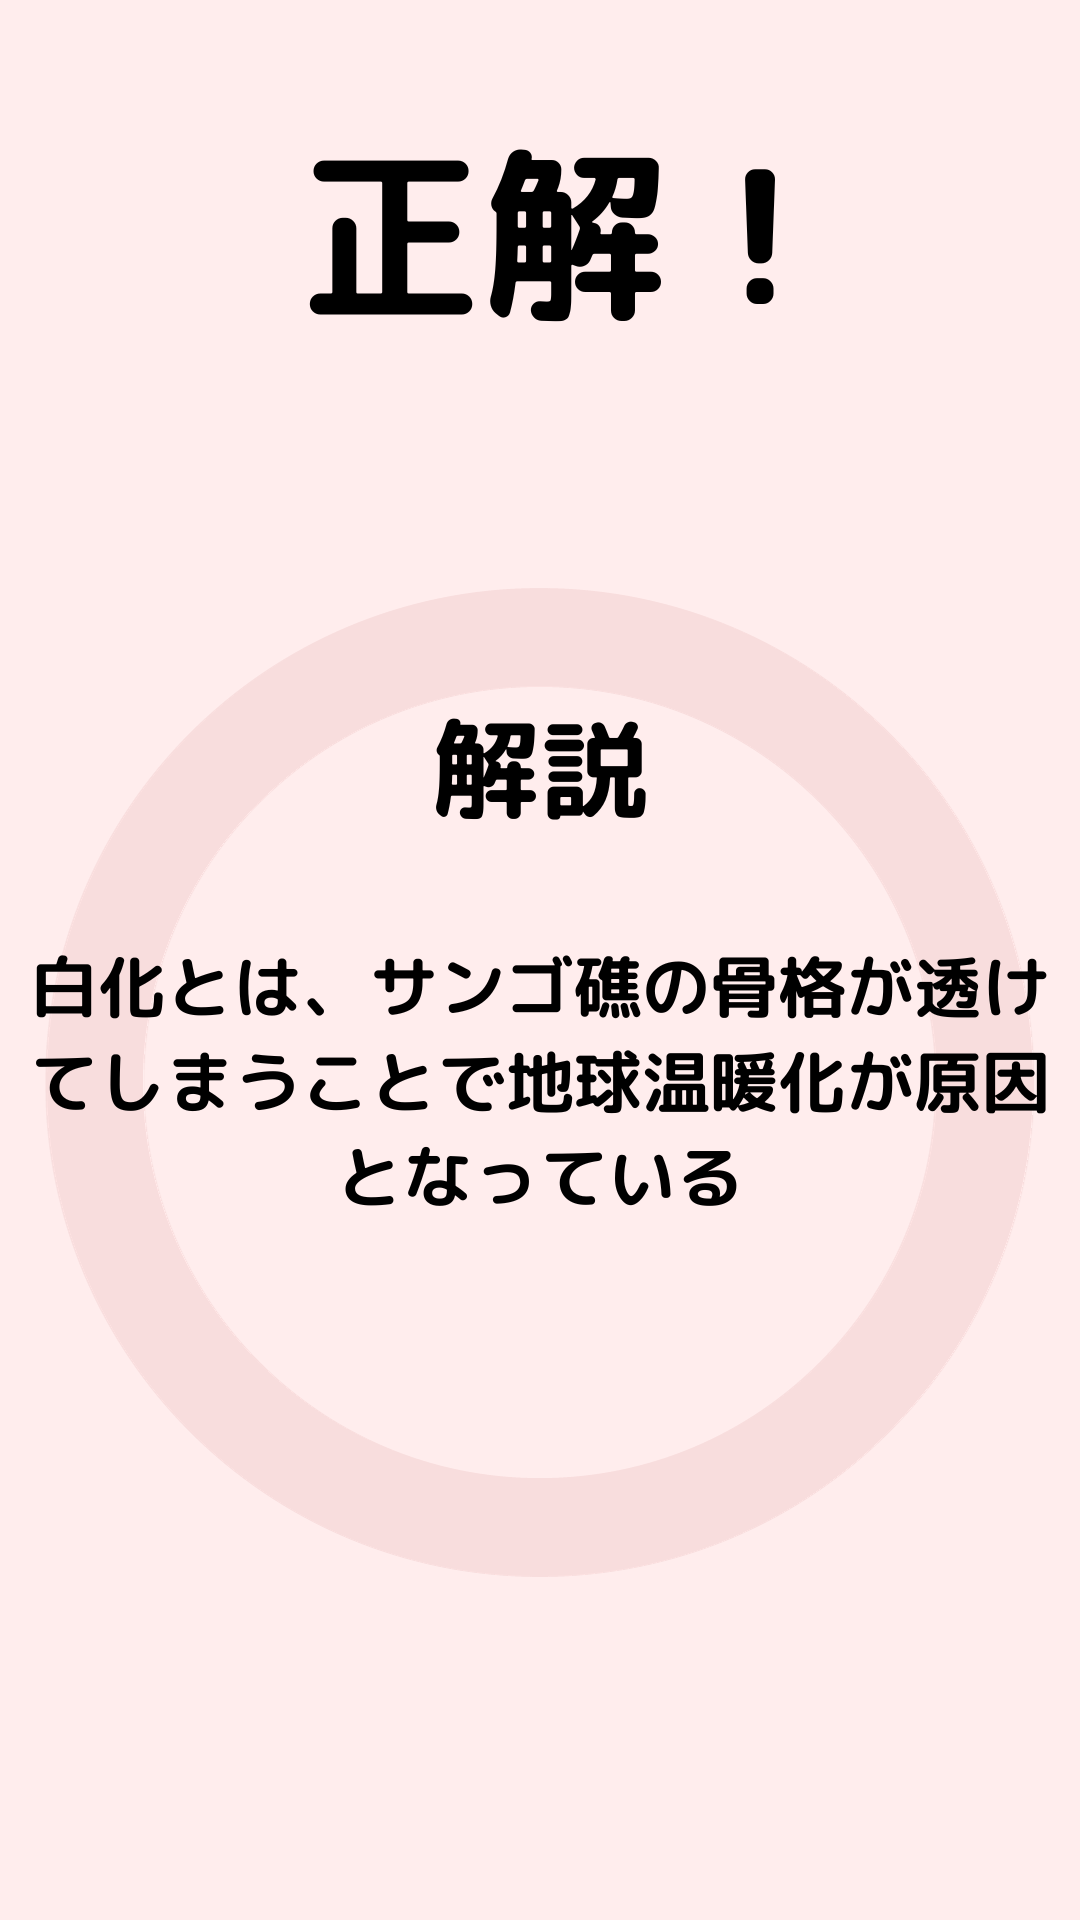 正解！
解説
白化とは、サンゴ礁の骨格が透け
てしまうことで地球温暖化が原因
となっている